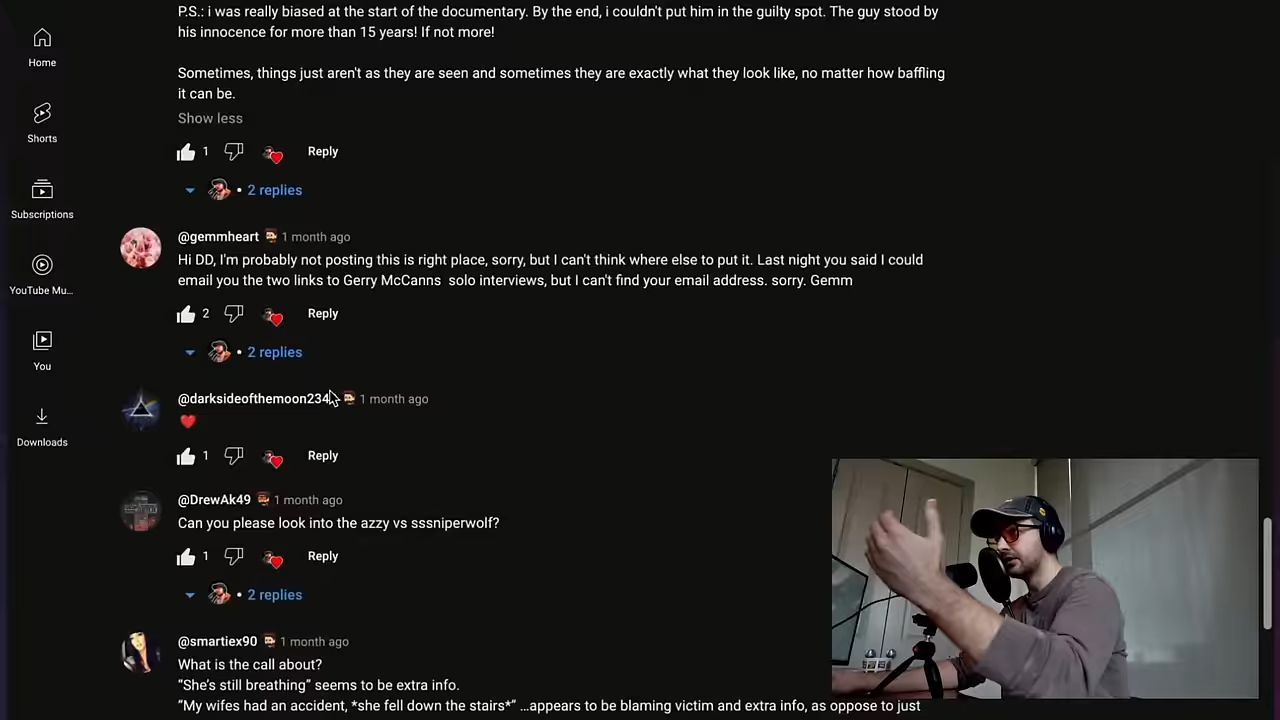 P.S.: i was really biased at the start of the documentary. By the end, i couldn't put him in the guilty spot. The guy stood by
his innocence for more than 15 years! If not more!
Sometimes, things just aren't as they are seen and sometimes they are exactly what they look like, no matter how baffling
it can be.
Show less
1 Reply
• 2 replies
@gemmheart 1 month ago
Hi DD, I'm probably not posting this is right place, sorry, but I can't think where else to put it. Last night you said I could
email you the two links to Gerry McCanns solo interviews, but I can't find your email address. sorry. Gemm
2 Reply
• 2 replies
@darksideofthemoon234 1 month ago
❤️
1 Reply
@DrewAk49 1 month ago
Can you please look into the azzy vs sssniperwolf?
1 Reply
• 2 replies
@smartiex90 1 month ago
What is the call about?
“She’s still breathing” seems to be extra info.
“My wifes had an accident, *she fell down the stairs*” …appears to be blaming victim and extra info, as oppose to just
Home
Shorts
Subscriptions
YouTube Mu...
You
Downloads